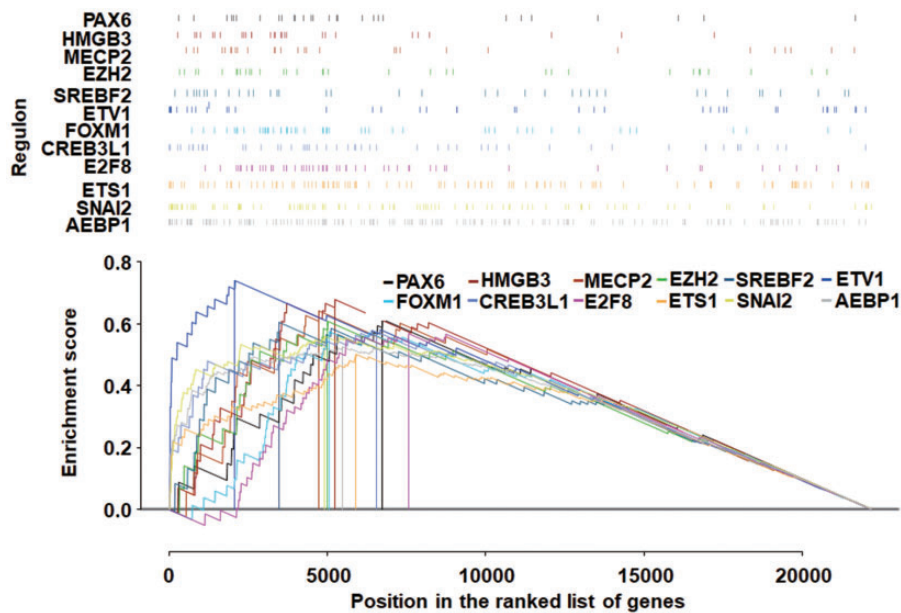 Regulon
PAX6
HMGB3
MECP2
EZH2
SREBF2
ETV1
FOXM1
CREB3L1
E2F8
ETS1
SNAI2
AEBP1
Enrichment score
0.8
0.6
0.4
0.2
0.0
PAX6 HMGB3 MECP2 EZH2 SREBF2 ETV1
FOXM1 CREB3L1 E2F8 ETS1 SNAI2 AEBP1
0 5000 10000 15000 20000
Position in the ranked list of genes